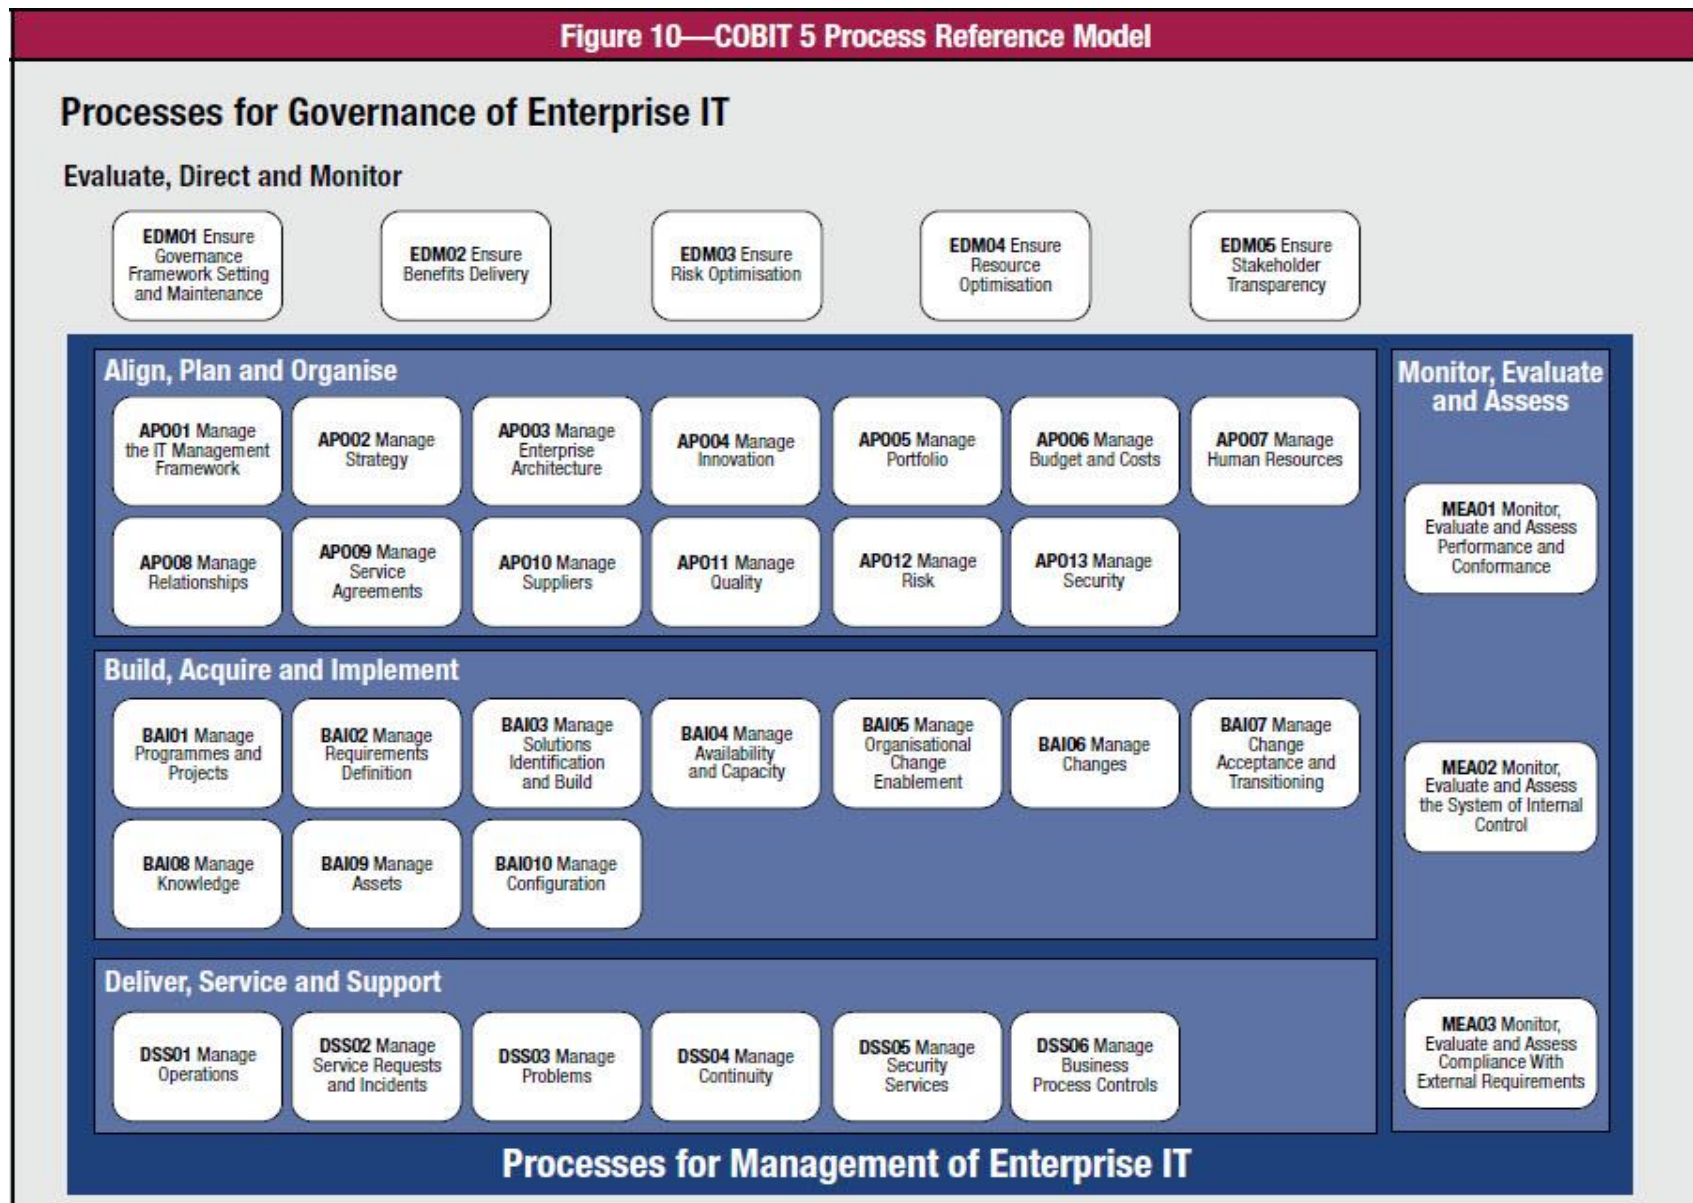 Figure 10—COBIT 5 Process Reference Model
Processes for Governance of Enterprise IT
Evaluate, Direct and Monitor
EDM01 Ensure
Governance
Framework Setting
and Maintenance
EDM02 Ensure
Benefits Delivery
EDM03 Ensure
Risk Optimisation
EDM04 Ensure
Resource
Optimisation
EDM05 Ensure
Stakeholder
Transparency
Align, Plan and Organise
APO01 Manage
the IT Management
Framework
APO02 Manage
Strategy
APO03 Manage
Enterprise
Architecture
APO04 Manage
Innovation
APO05 Manage
Portfolio
APO06 Manage
Budget and Costs
APO07 Manage
Human Resources
APO08 Manage
Relationships
APO09 Manage
Service
Agreements
APO10 Manage
Suppliers
APO11 Manage
Quality
APO12 Manage
Risk
APO13 Manage
Security
Build, Acquire and Implement
BAI01 Manage
Programmes and
Projects
BAI02 Manage
Requirements
Definition
BAI03 Manage
Solutions
Identification
and Build
BAI04 Manage
Availability
and Capacity
BAI05 Manage
Organisational
Change
Enablement
BAI06 Manage
Changes
BAI07 Manage
Change
Acceptance and
Transitioning
BAI08 Manage
Knowledge
BAI09 Manage
Assets
BAI010 Manage
Configuration
Deliver, Service and Support
DSS01 Manage
Operations
DSS02 Manage
Service Requests
and Incidents
DSS03 Manage
Problems
DSS04 Manage
Continuity
DSS05 Manage
Security
Services
DSS06 Manage
Business
Process Controls
Monitor, Evaluate
and Assess
MEA01 Monitor,
Evaluate and Assess
Performance and
Conformance
MEA02 Monitor,
Evaluate and Assess
the System of Internal
Control
MEA03 Monitor,
Evaluate and Assess
Compliance With
External Requirements
Processes for Management of Enterprise IT